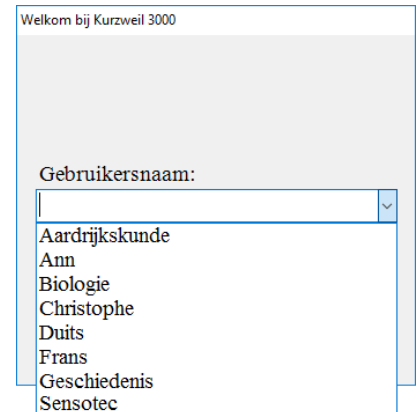 Welkom bij Kurzweil 3000
Gebruikersnaam:
Aardrijkskunde
Ann
Biologie
Christophe
Duits
Frans
Geschiedenis
Sensotec